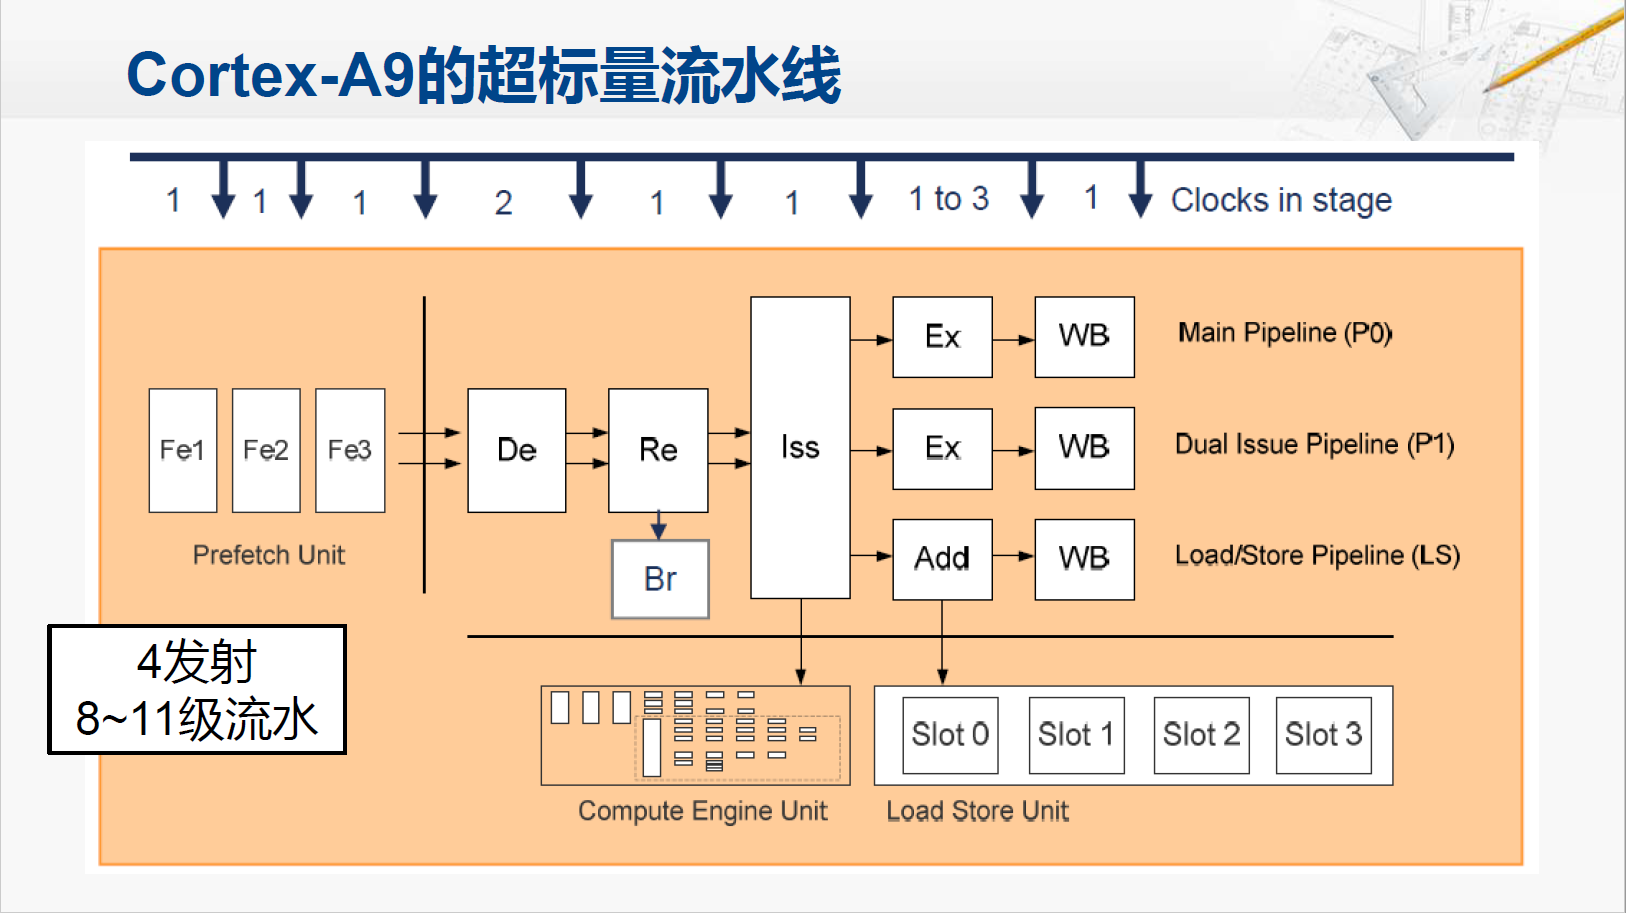 Cortex-A9的超标量流水线
1 1 1 2 1 1 1 to 3 1 Clocks in stage
Fe1 Fe2 Fe3
Prefetch Unit
De
Re
Br
Iss
Ex WB Main Pipeline (P0)
Ex WB Dual Issue Pipeline (P1)
Add WB Load/Store Pipeline (LS)
4发射
8~11级流水
Slot 0 Slot 1 Slot 2 Slot 3
Compute Engine Unit
Load Store Unit